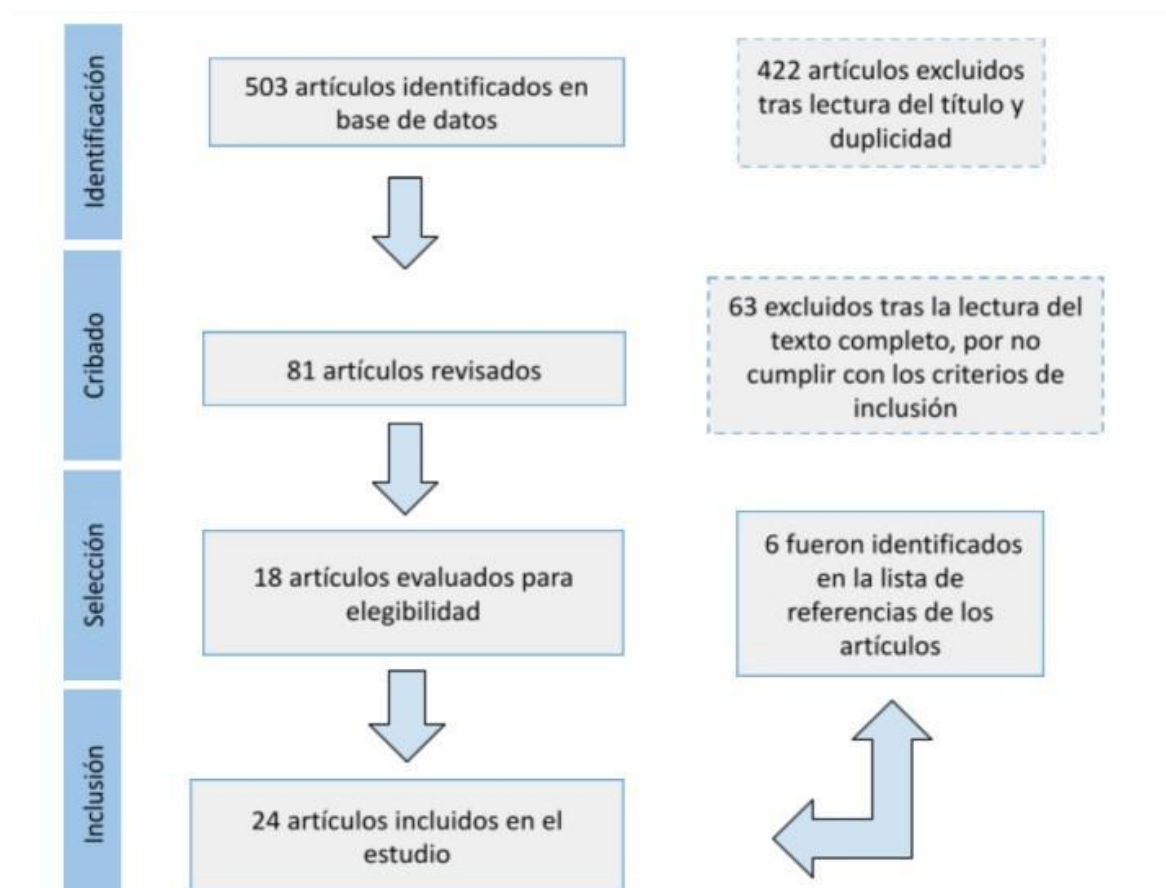 Identificación
503 artículos identificados en
base de datos
422 artículos excluidos
tras lectura del título y
duplicidad
Cribado
81 artículos revisados
63 excluidos tras la lectura del
texto completo, por no
cumplir con los criterios de
inclusión
Selección
18 artículos evaluados para
elegibilidad
6 fueron identificados
en la lista de
referencias de los
artículos
Inclusión
24 artículos incluidos en el
estudio